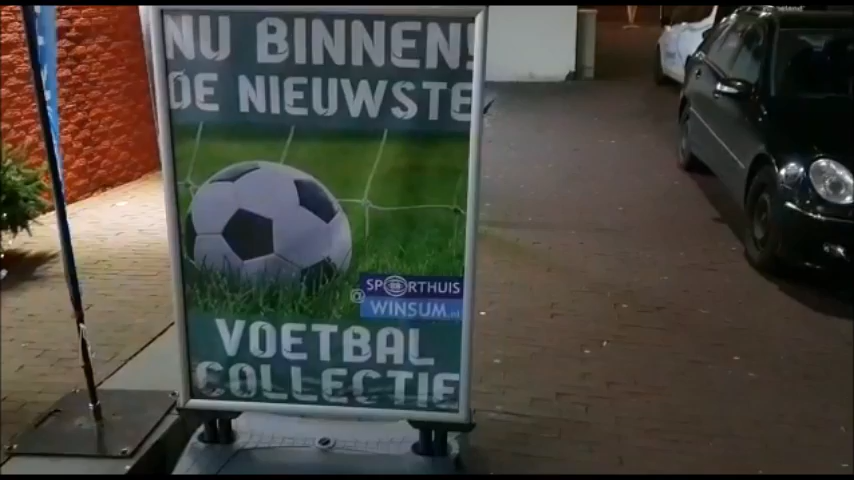 NU BINNEN!
DE NIEUWSTE
SPORTHUIS
@WINSUM.nl
VOETBAL
COLLECTIE